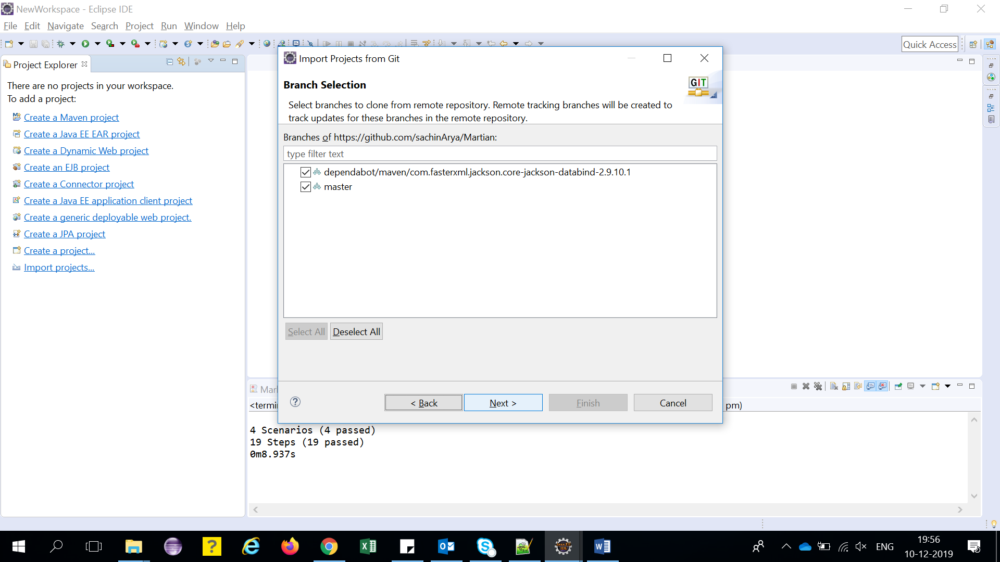 NewWorkspace - Eclipse IDE
File Edit Navigate Search Project Run Window Help
Quick Access
Project Explorer
There are no projects in your workspace.
To add a project:
Create a Maven project
Create a Java EE EAR project
Create a Dynamic Web project
Create an EJB project
Create a Connector project
Create a Java EE application client project
Create a generic deployable web project.
Create a JPA project
Create a project...
Import projects...
Import Projects from Git
Branch Selection
GIT
Select branches to clone from remote repository. Remote tracking branches will be created to
track updates for these branches in the remote repository.
Branches of https://github.com/sachinArya/Martian:
type filter text
dependabot/maven/com.fasterxml.jackson.core-jackson-databind-2.9.10.1
master
Select All Deselect All
< Back Next > Finish Cancel
Mar
<termi pm)
4 Scenarios (4 passed)
19 Steps (19 passed)
0m8.937s
ENG
19:56
10-12-2019